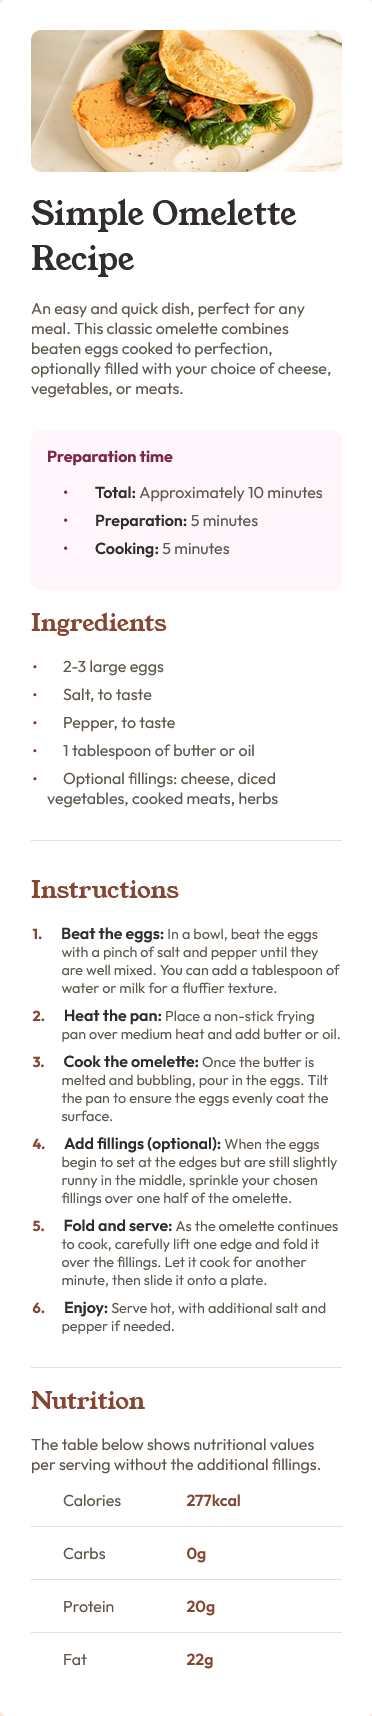 Simple Omelette
Recipe
An easy and quick dish, perfect for any
meal. This classic omelette combines
beaten eggs cooked to perfection,
optionally filled with your choice of cheese,
vegetables, or meats.
Preparation time
• Total: Approximately 10 minutes
• Preparation: 5 minutes
• Cooking: 5 minutes
Ingredients
• 2-3 large eggs
• Salt, to taste
• Pepper, to taste
• 1 tablespoon of butter or oil
• Optional fillings: cheese, diced
vegetables, cooked meats, herbs
Instructions
1. Beat the eggs: In a bowl, beat the eggs
with a pinch of salt and pepper until they
are well mixed. You can add a tablespoon of
water or milk for a fluffier texture.
2. Heat the pan: Place a non-stick frying
pan over medium heat and add butter or oil.
3. Cook the omelette: Once the butter is
melted and bubbling, pour in the eggs. Tilt
the pan to ensure the eggs evenly coat the
surface.
4. Add fillings (optional): When the eggs
begin to set at the edges but are still slightly
runny in the middle, sprinkle your chosen
fillings over one half of the omelette.
5. Fold and serve: As the omelette continues
to cook, carefully lift one edge and fold it
over the fillings. Let it cook for another
minute, then slide it onto a plate.
6. Enjoy: Serve hot, with additional salt and
pepper if needed.
Nutrition
The table below shows nutritional values
per serving without the additional fillings.
Calories 277kcal
Carbs 0g
Protein 20g
Fat 22g